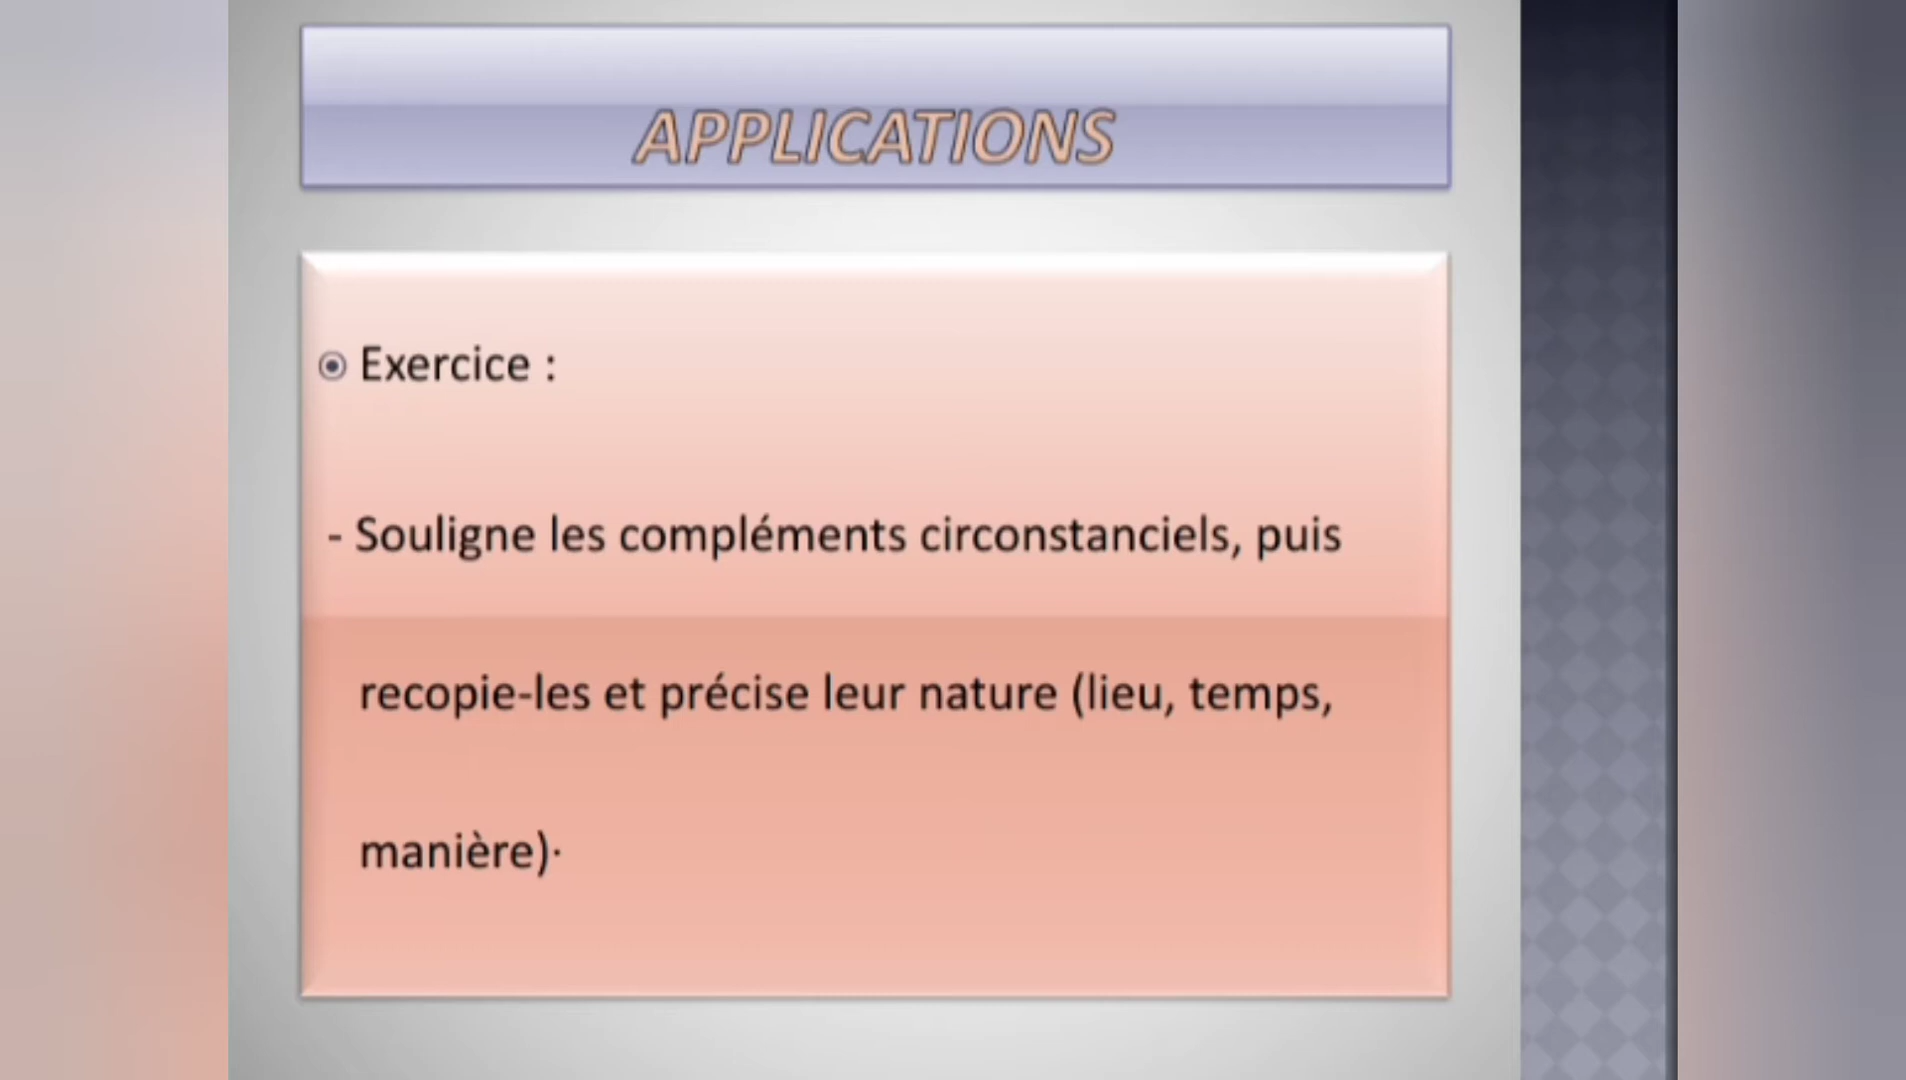 APPLICATIONS
Exercice :
- Souligne les compléments circonstanciels, puis
recopie-les et précise leur nature (lieu, temps,
manière)·